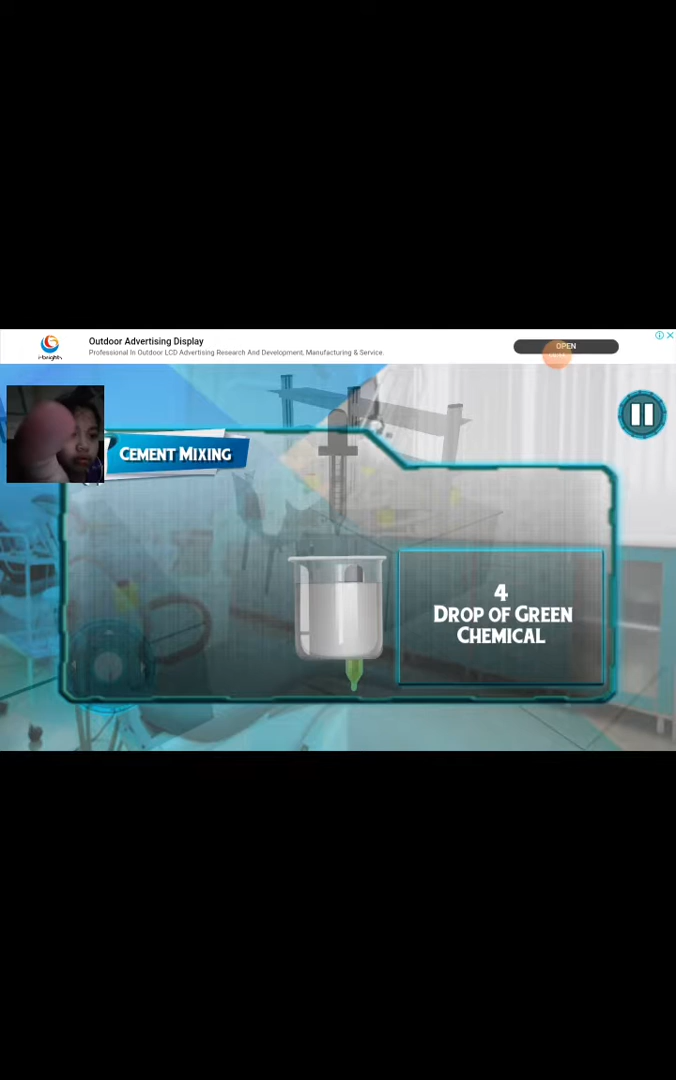 Outdoor Advertising Display
Professional In Outdoor LCD Advertising Research And Development, Manufacturing & Service.
OPEN
CEMENT MIXING
4
DROP OF GREEN
CHEMICAL